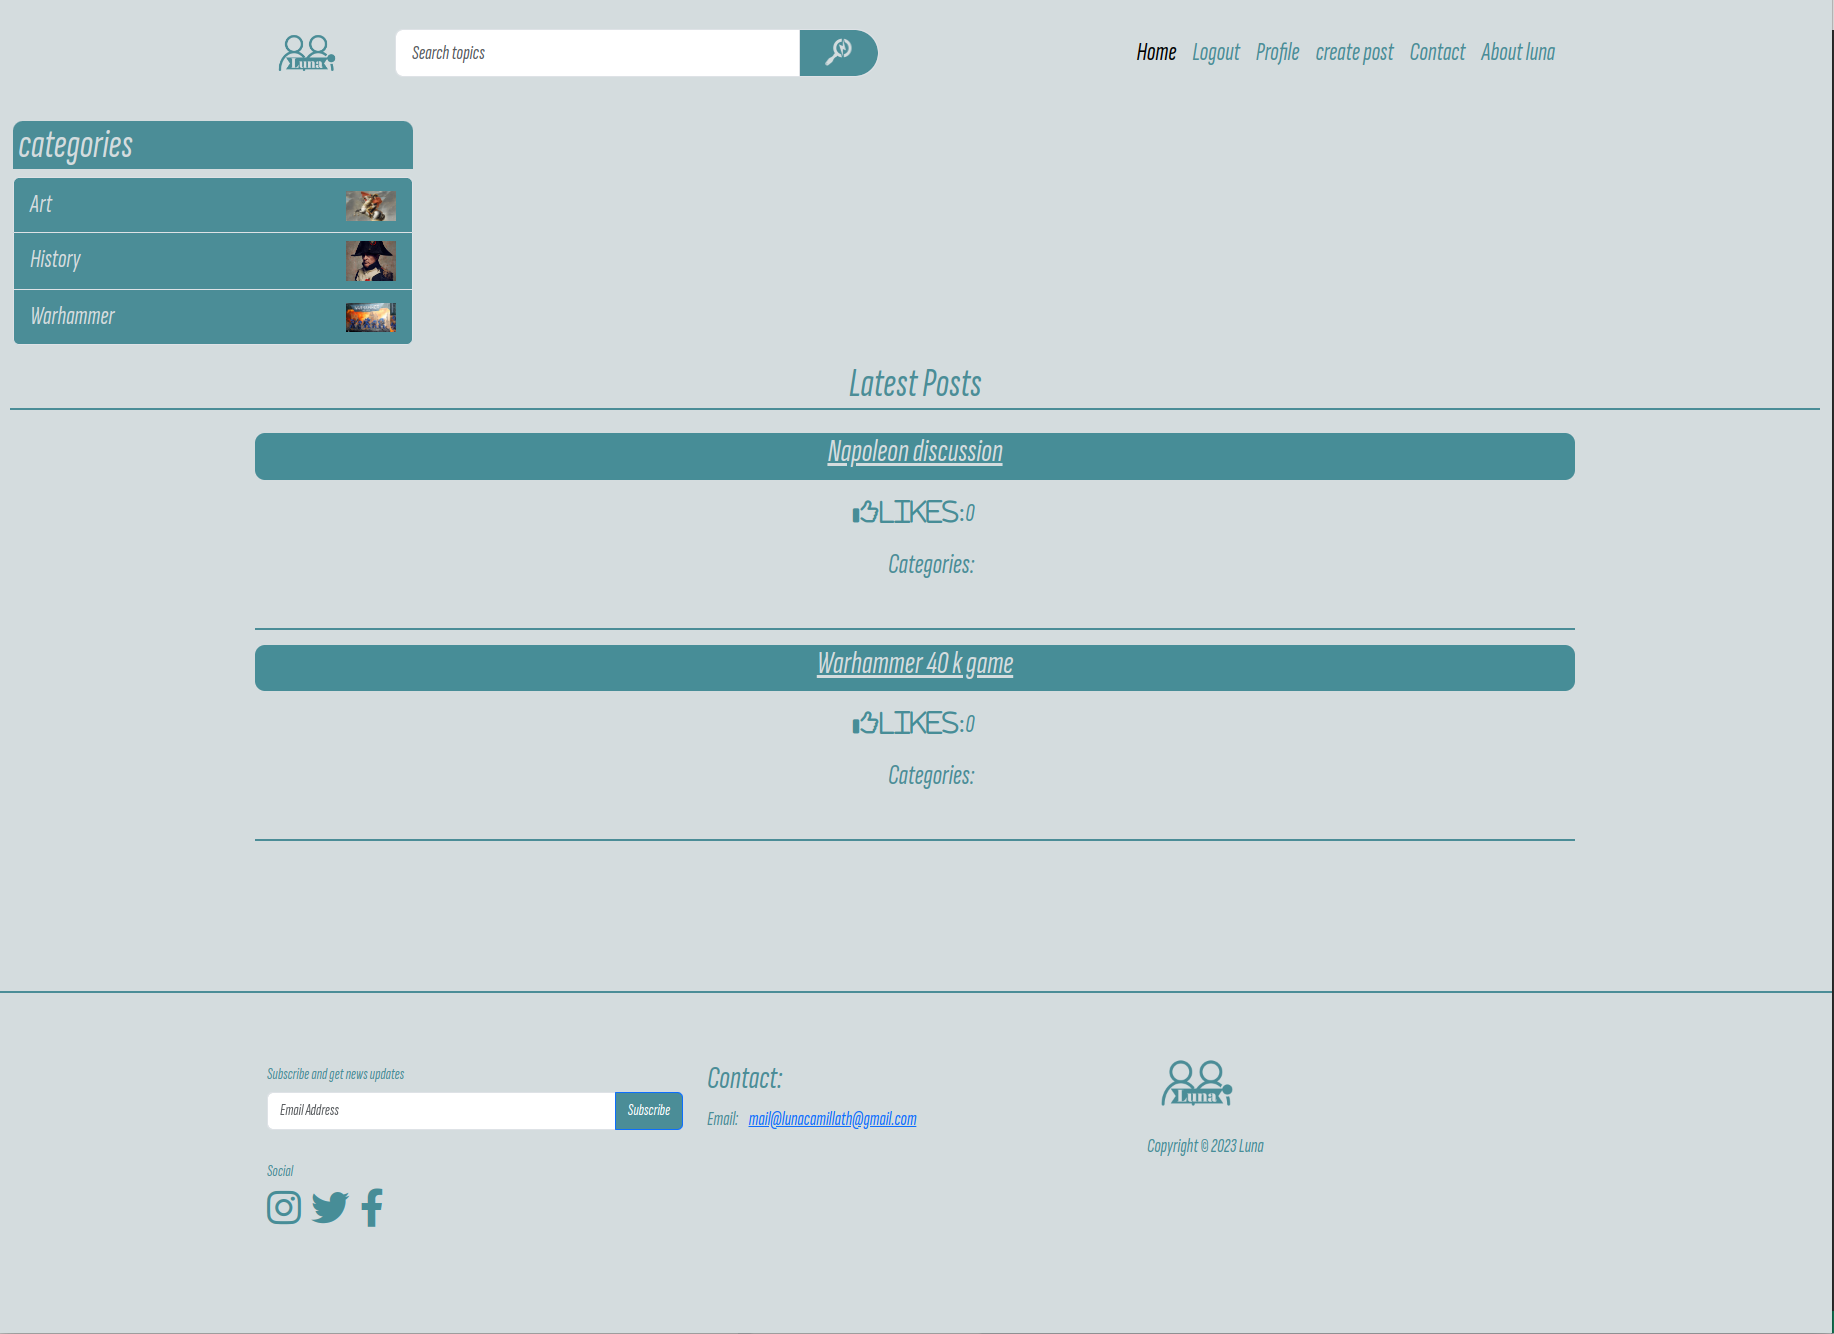 Luna
Search topics
Home Logout Profile create post Contact About luna
categories
Art
History
Warhammer
Latest Posts
Napoleon discussion
LIKES:0
Categories:
Warhammer 40 k game
LIKES:0
Categories:
Subscribe and get news updates
Email Address Subscribe
Social
Contact:
Email: mail@lunacamillath@gmail.com
Luna
Copyright © 2023 Luna